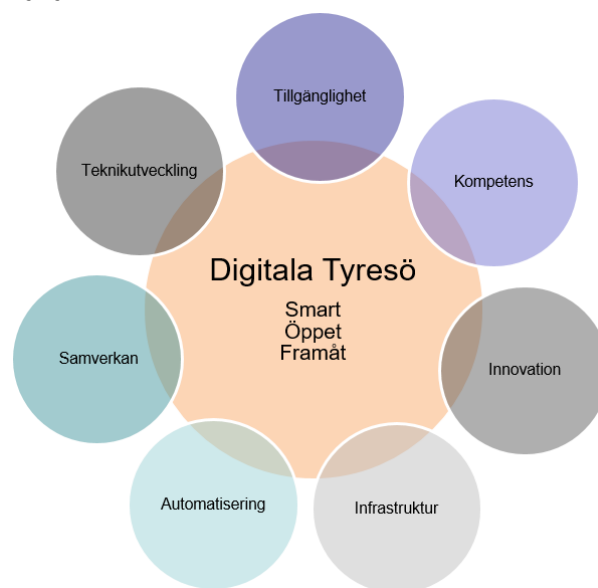 Tillgänglighet
Teknikutveckling
Kompetens
Digitala Tyresö
Smart
Öppet
Framåt
Samverkan
Innovation
Automatisering
Infrastruktur